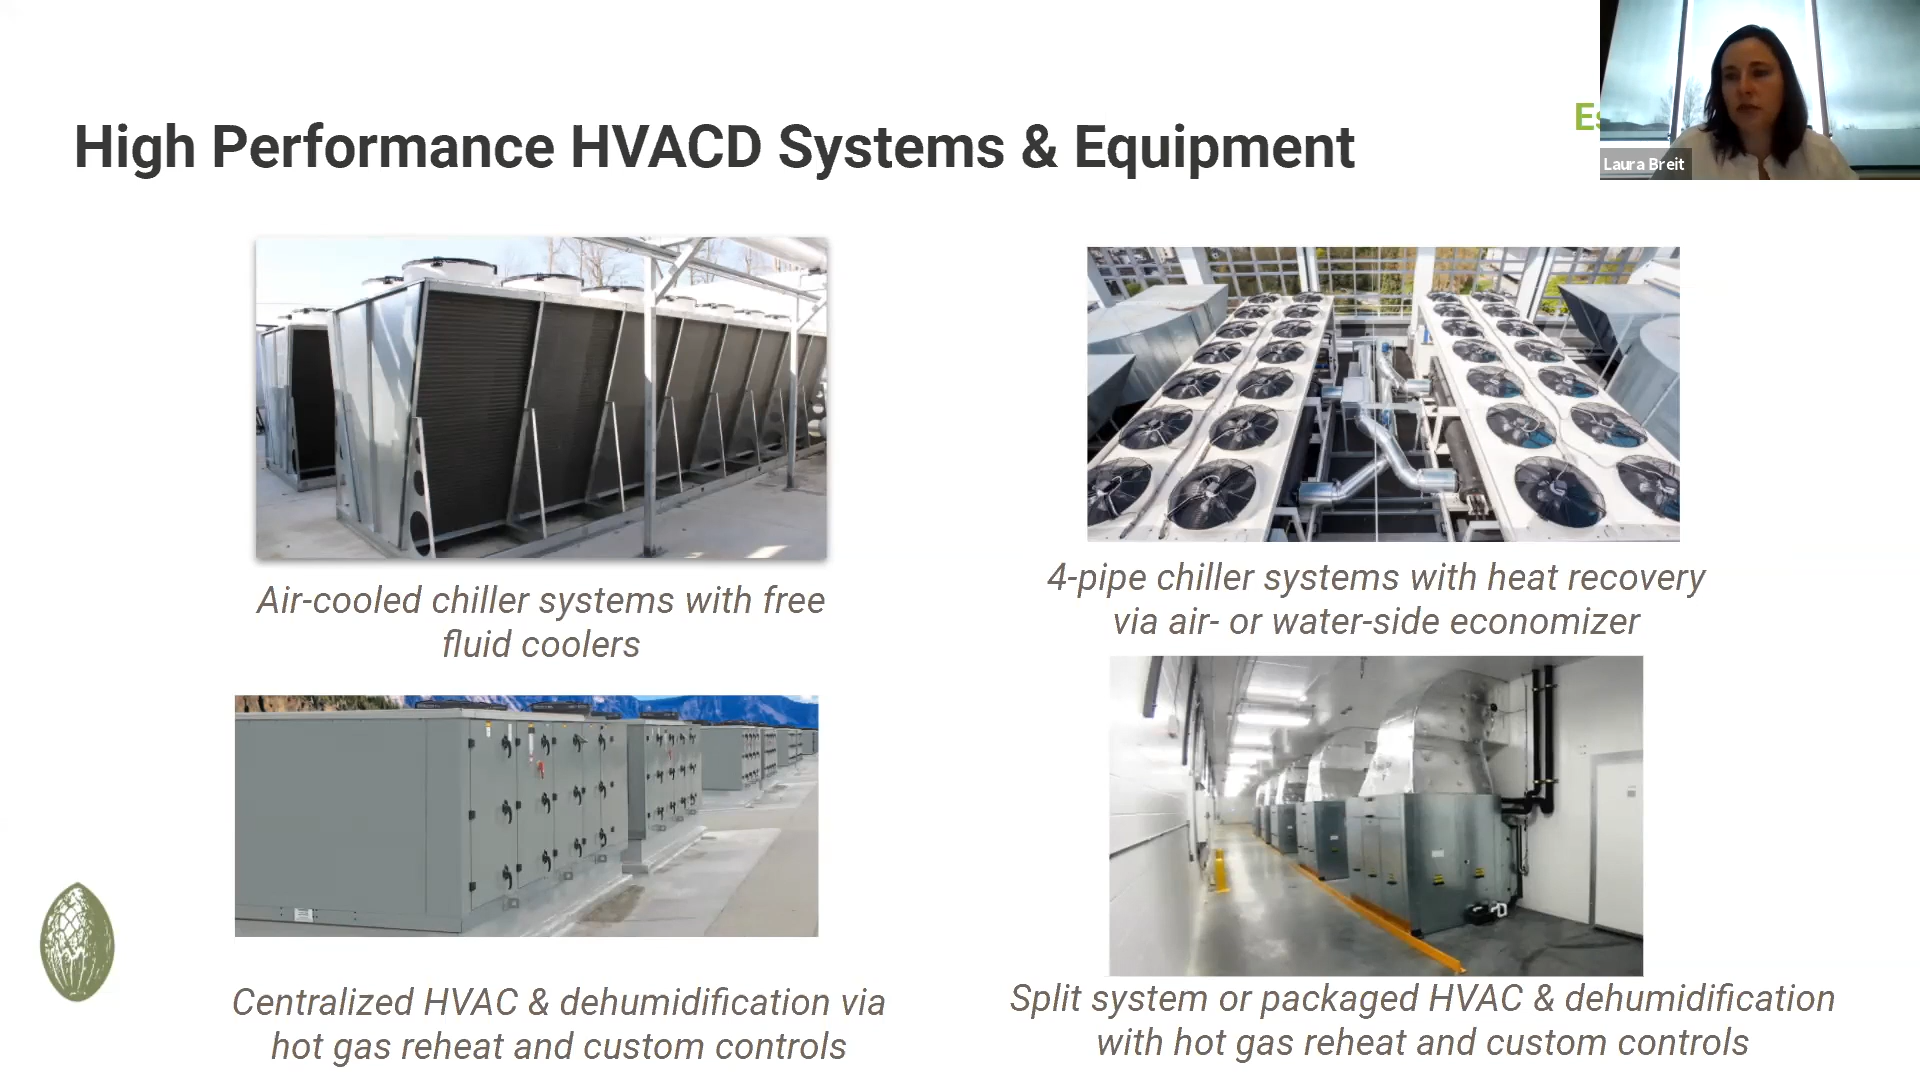 High Performance HVACD Systems & Equipment
Es
Laura Breit
Air-cooled chiller systems with free
fluid coolers
4-pipe chiller systems with heat recovery
via air- or water-side economizer
Centralized HVAC & dehumidification via
hot gas reheat and custom controls
Split system or packaged HVAC & dehumidification
with hot gas reheat and custom controls